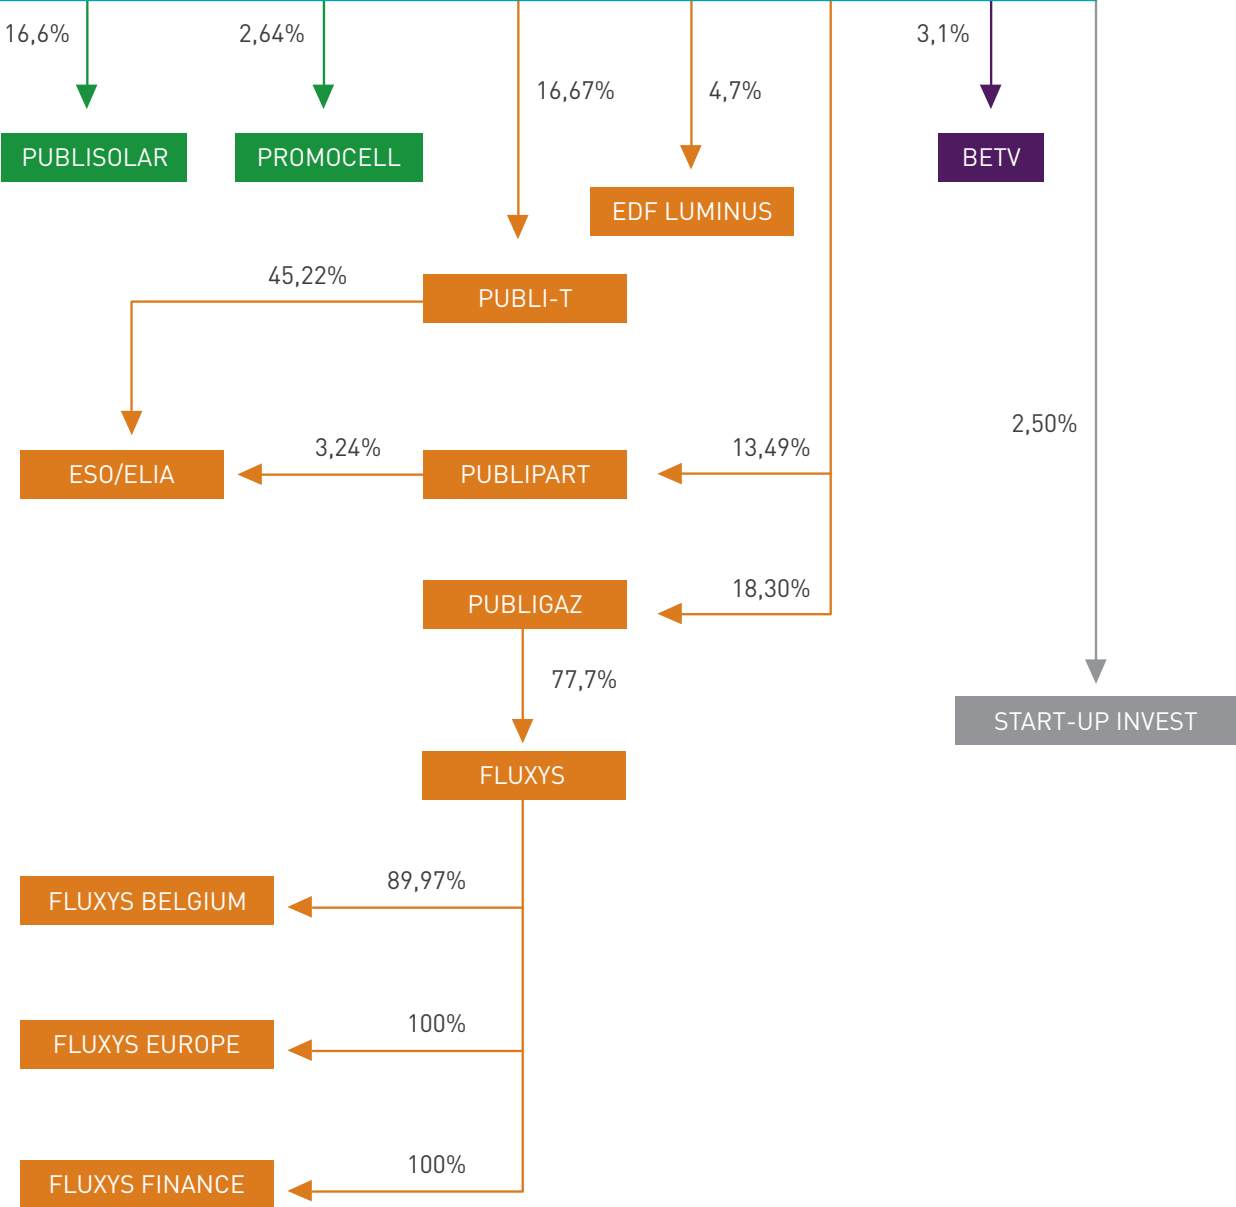 16,6%
2,64%
3,1%
16,67%
4,7%
PUBLISOLAR
PROMOCELL
BETV
EDF LUMINUS
45,22%
PUBLI-T
2,50%
3,24%
13,49%
ESO/ELIA
PUBLIPART
18,30%
PUBLIGAZ
77,7%
START-UP INVEST
FLUXYS
89,97%
FLUXYS BELGIUM
100%
FLUXYS EUROPE
100%
FLUXYS FINANCE